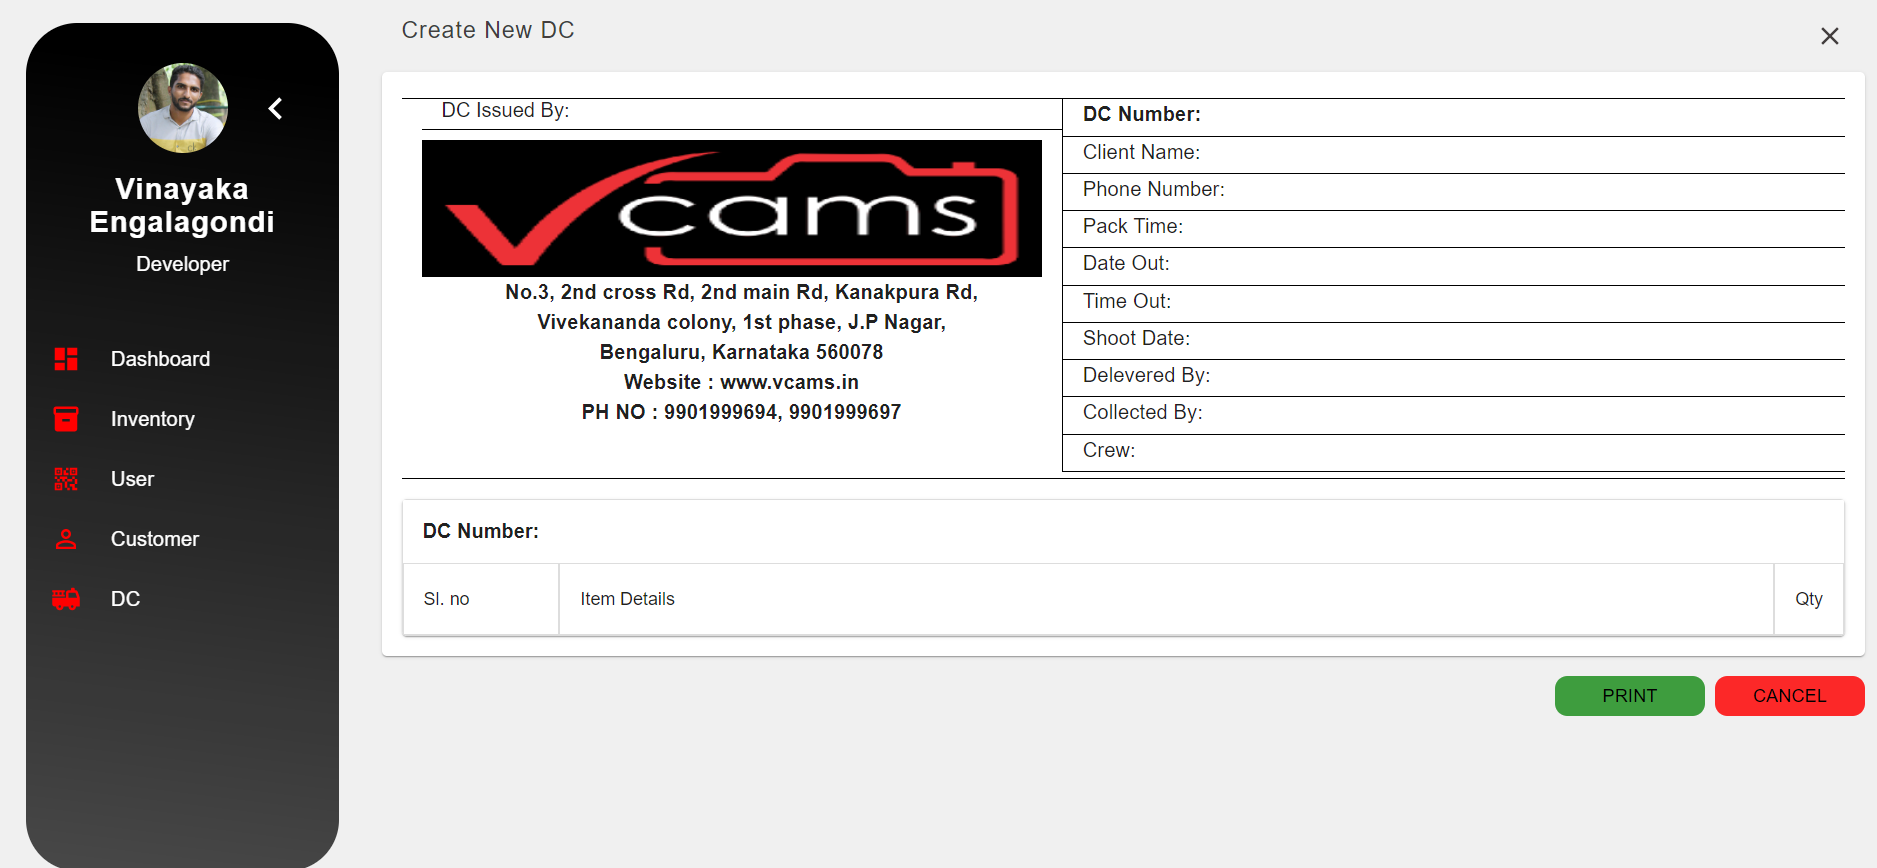 Vinayaka
Engalagondi
Developer
Dashboard
Inventory
User
Customer
DC
Create New DC
DC Issued By:
Vcams
No.3, 2nd cross Rd, 2nd main Rd, Kanakpura Rd,
Vivekananda colony, 1st phase, J.P Nagar,
Bengaluru, Karnataka 560078
Website : www.vcams.in
PH NO : 9901999694, 9901999697
DC Number:
Client Name:
Phone Number:
Pack Time:
Date Out:
Time Out:
Shoot Date:
Delevered By:
Collected By:
Crew:
DC Number:
Sl. no
Item Details
Qty
PRINT
CANCEL